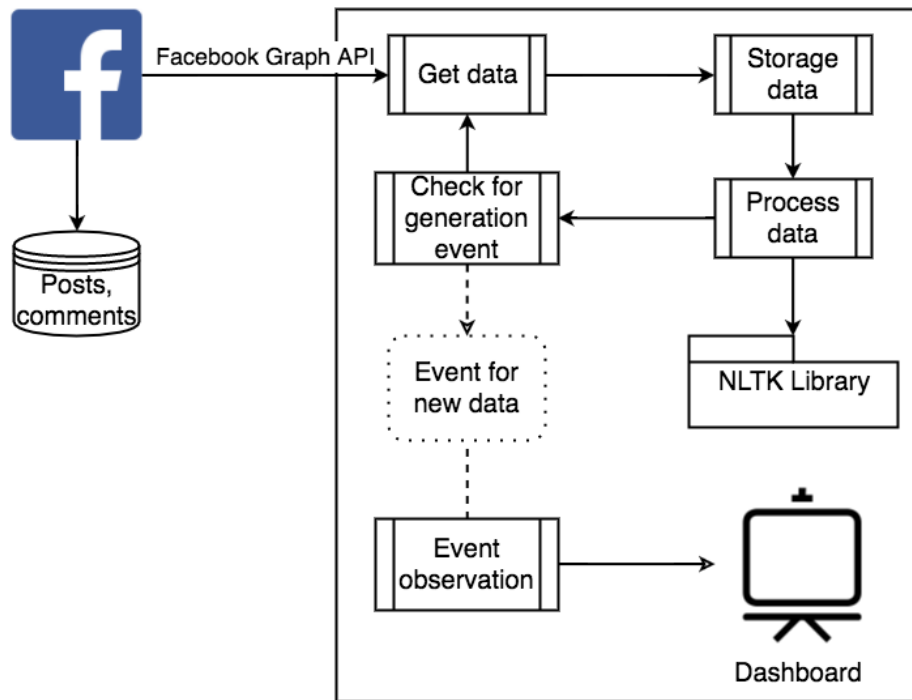 Facebook Graph API
Get data
Storage
data
Check for
generation
event
Process
data
Posts,
comments
Event for
new data
NLTK Library
Event
observation
Dashboard